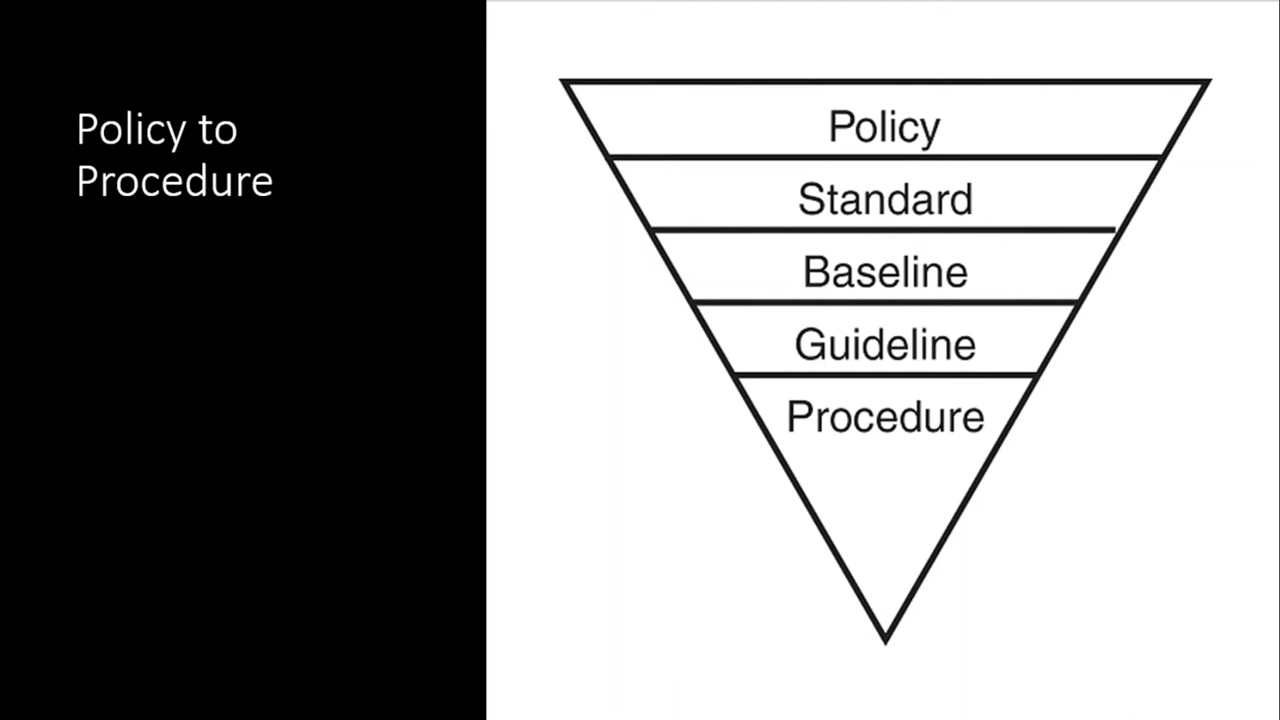 Policy to
Procedure
Policy
Standard
Baseline
Guideline
Procedure